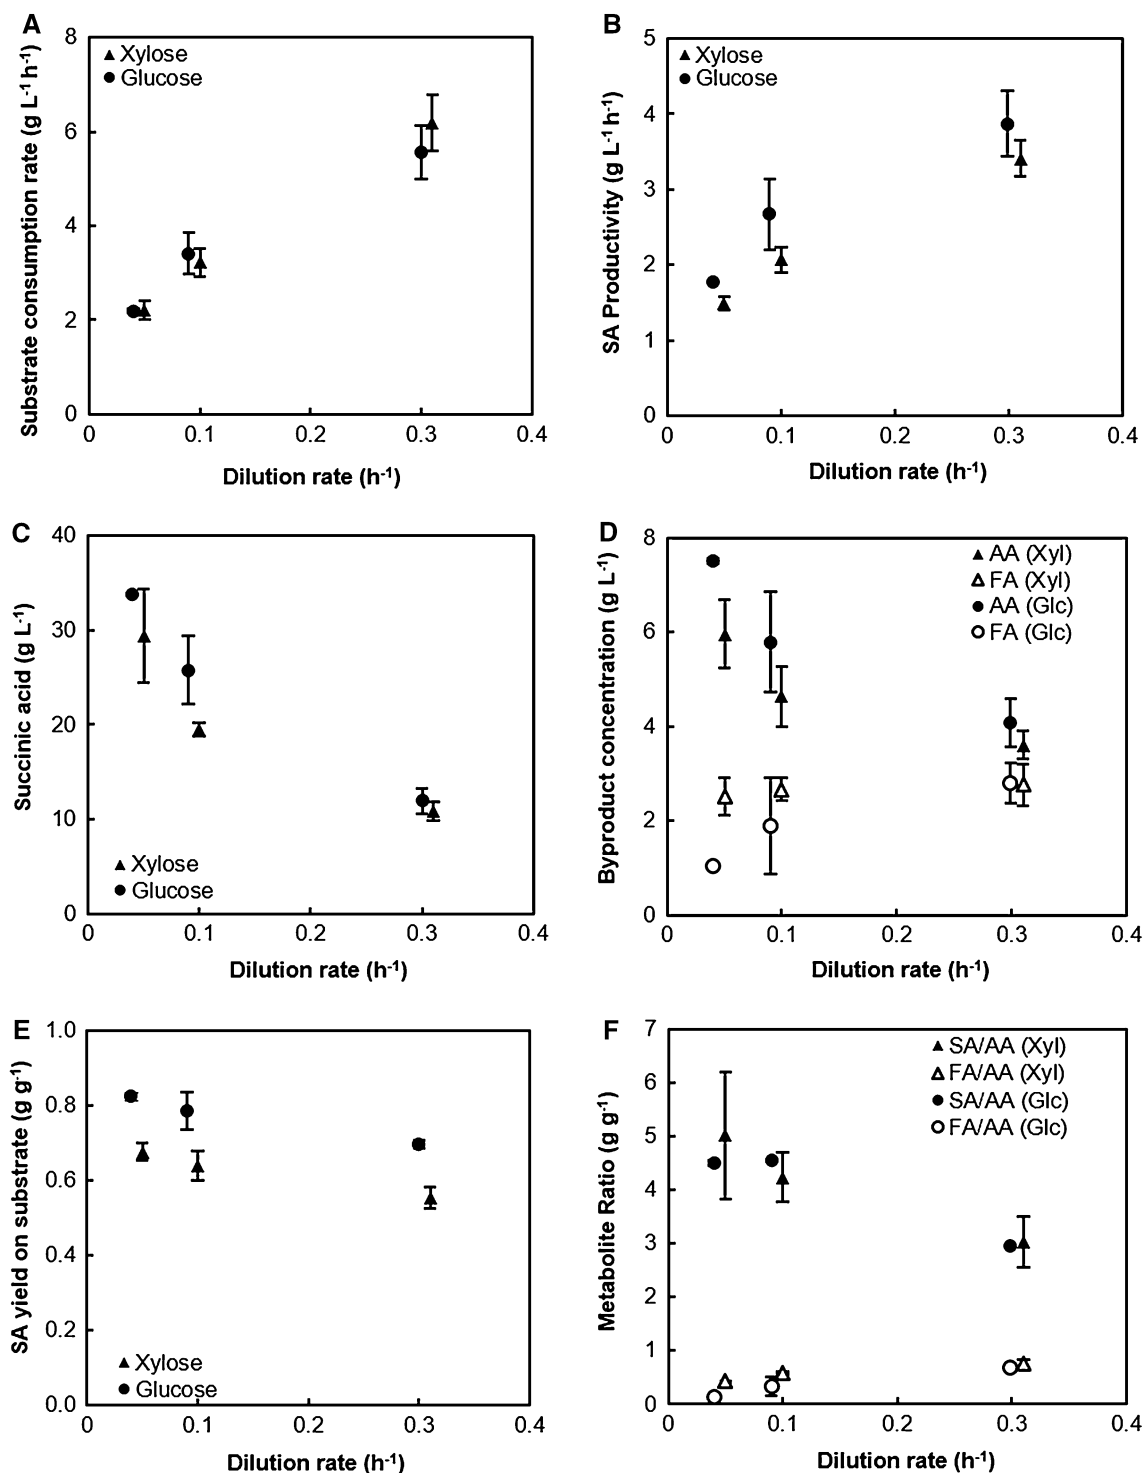 A
Substrate consumption rate (g L-1 h-1)
8
6
4
2
0
Xylose
Glucose
0 0.1 0.2 0.3 0.4
Dilution rate (h-1)
B
SA Productivity (g L-1 h-1)
5
4
3
2
1
0
Xylose
Glucose
0 0.1 0.2 0.3 0.4
Dilution rate (h-1)
C
Succinic acid (g L-1)
40
30
20
10
0
Xylose
Glucose
0 0.1 0.2 0.3 0.4
Dilution rate (h-1)
D
Byproduct concentration (g L-1)
8
6
4
2
0
AA (Xyl)
FA (Xyl)
AA (Glc)
FA (Glc)
0 0.1 0.2 0.3 0.4
Dilution rate (h-1)
E
SA yield on substrate (g g-1)
1.0
0.8
0.6
0.4
0.2
0.0
Xylose
Glucose
0 0.1 0.2 0.3 0.4
Dilution rate (h-1)
F
Metabolite Ratio (g g-1)
7
6
5
4
3
2
1
0
SA/AA (Xyl)
FA/AA (Xyl)
SA/AA (Glc)
FA/AA (Glc)
0 0.1 0.2 0.3 0.4
Dilution rate (h-1)